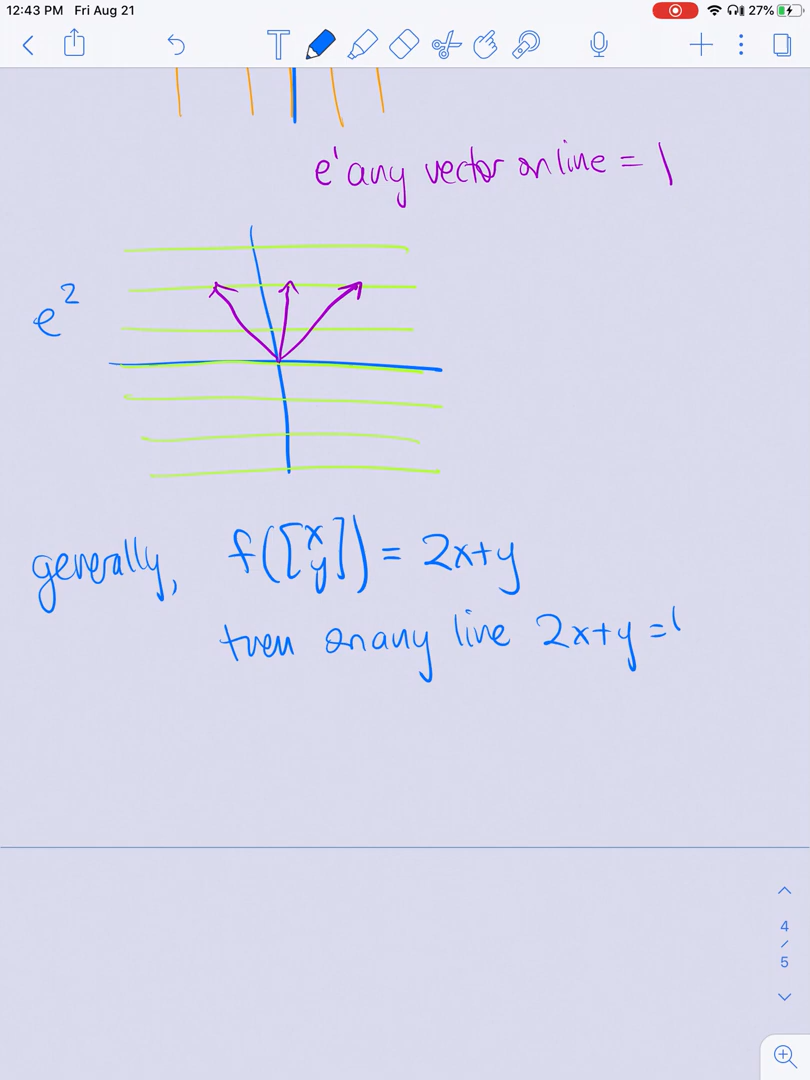 12:43 PM Fri Aug 21
27%
T
e¹ any vector on line = 1
e²
generally, f([x y]) = 2x+y
then on any line 2x+y = 1
4
/
5